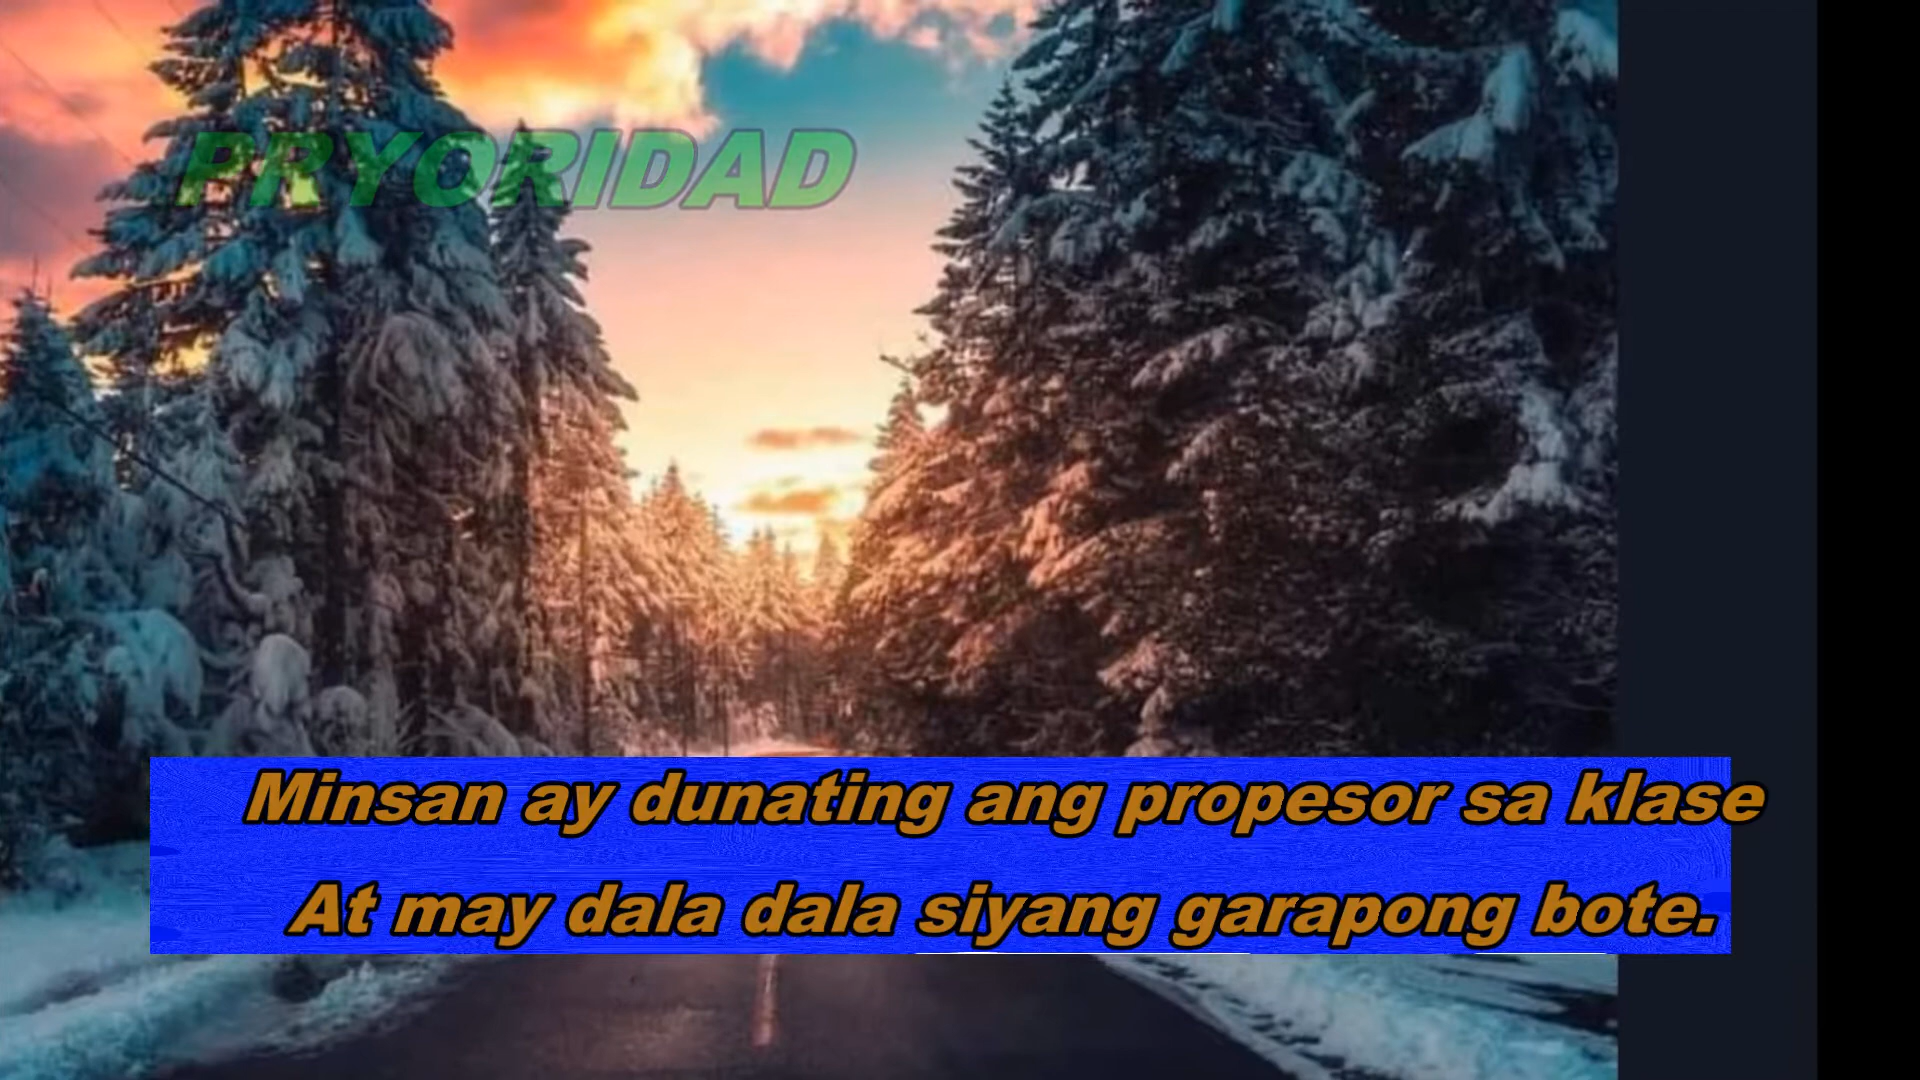 PRYORIDAD
Minsan ay dunating ang propesor sa klase
At may dala dala siyang garapong bote.